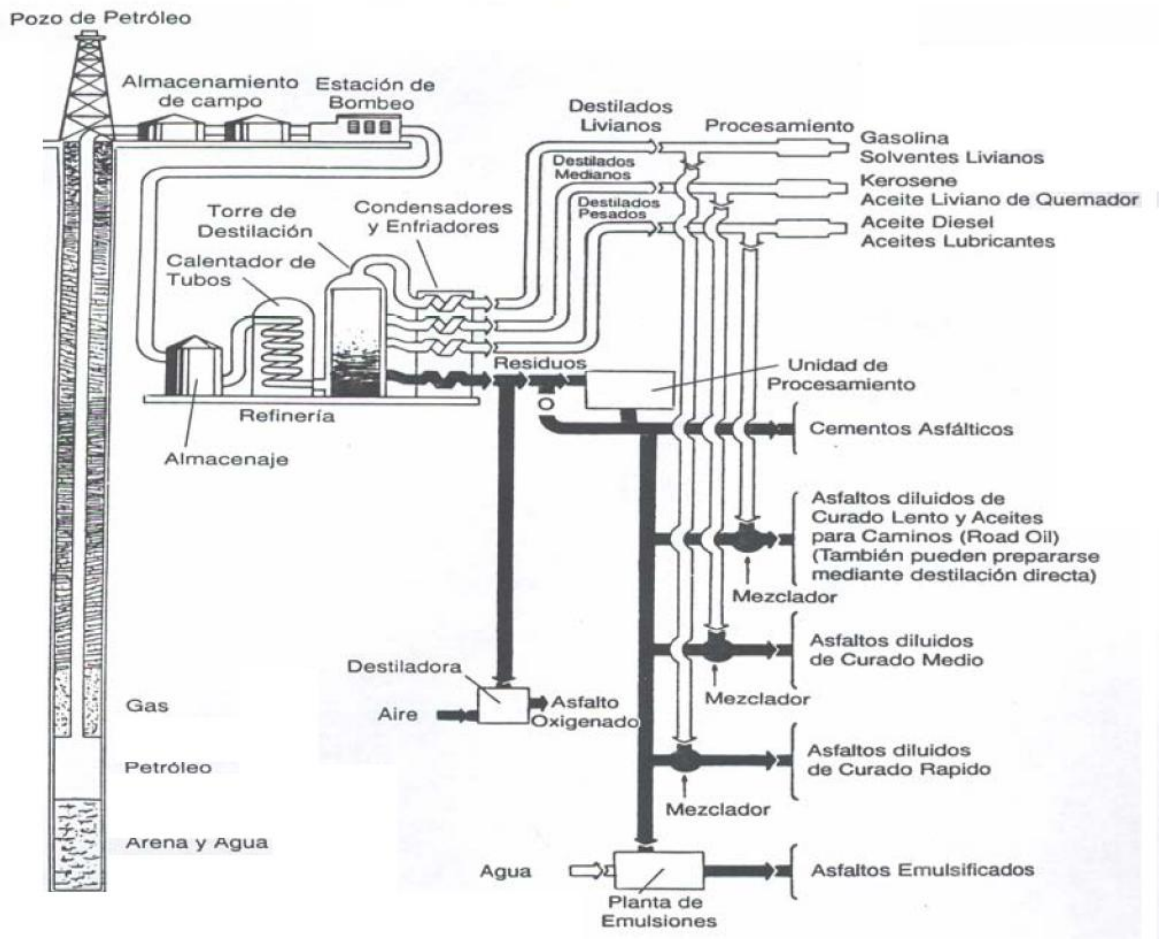 Pozo de Petróleo
Almacenamiento
de campo
Estación de
Bombeo
Destilados
Livianos
Procesamiento
Gasolina
Solventes Livianos
Destilados
Medianos
Kerosene
Aceite Liviano de Quemador
Destilados
Pesados
Aceite Diesel
Aceites Lubricantes
Torre de
Destilación
Condensadores
y Enfriadores
Calentador de
Tubos
Residuos
Unidad de
Procesamiento
Refinería
Almacenaje
Cementos Asfálticos
Asfaltos diluidos de
Curado Lento y Aceites
para Caminos (Road Oil)
(También pueden prepararse
mediante destilación directa)
Mezclador
Asfaltos diluidos
de Curado Medio
Mezclador
Destiladora
Aire
Asfalto
Oxigenado
Gas
Petróleo
Arena y Agua
Asfaltos diluidos
de Curado Rapido
Mezclador
Agua
Planta de
Emulsiones
Asfaltos Emulsificados